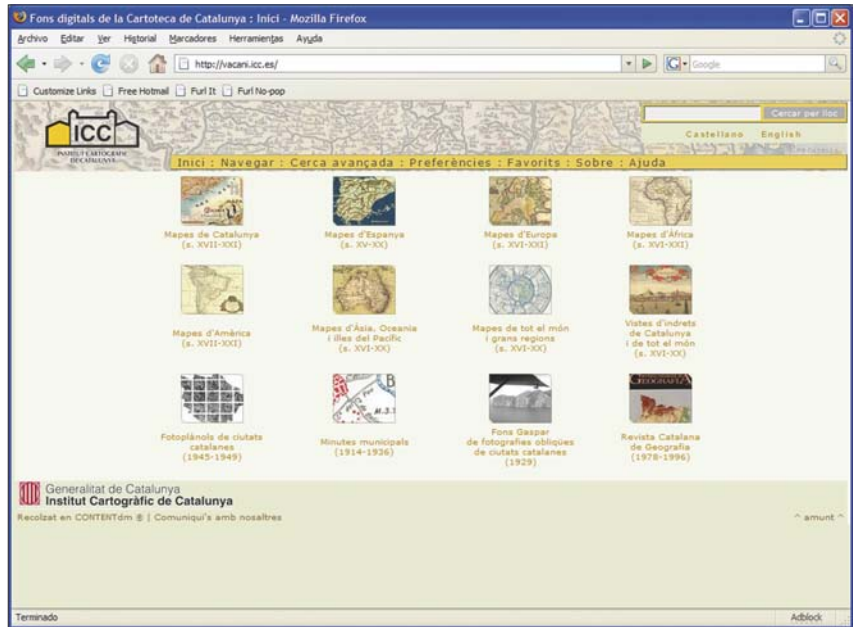 Fons digitals de la Cartoteca de Catalunya : Inici - Mozilla Firefox
Archivo Editar Ver Historial Marcadores Herramientas Ayuda
http://vacani.icc.es/
Google
Customize Links Free Hotmail Furl It Furl No-pop
Cercar per lloc
ICC
Castellano English
INSTITUT CARTOGRÀFIC
DE CATALUNYA
Inici : Navegar : Cerca avançada : Preferències : Favorits : Sobre : Ajuda
Mapes de Catalunya
(s. XVII-XXI)
Mapes d'Espanya
(s. XV-XX)
Mapes d'Europa
(s. XVI-XXI)
Mapes d'Àfrica
(s. XVI-XXI)
Mapes d'Amèrica
(s. XVII-XXI)
Mapes d'Àsia, Oceania
i illes del Pacífic
(s. XVI-XX)
Mapes de tot el món
i grans regions
(s. XVI-XX)
Vistes d'indrets
de Catalunya
i de tot el món
(s. XVI-XX)
B
M.3.
GEOGRAFIA
Fotoplànols de ciutats
catalanes
(1945-1949)
Minutes municipals
(1914-1936)
Fons Gaspar
de fotografies obliqües
de ciutats catalanes
(1929)
Revista Catalana
de Geografia
(1978-1996)
Generalitat de Catalunya
Institut Cartogràfic de Catalunya
Recolzat en CONTENTdm ® | Comuniqui's amb nosaltres
^ amunt ^
Terminado
Adblock